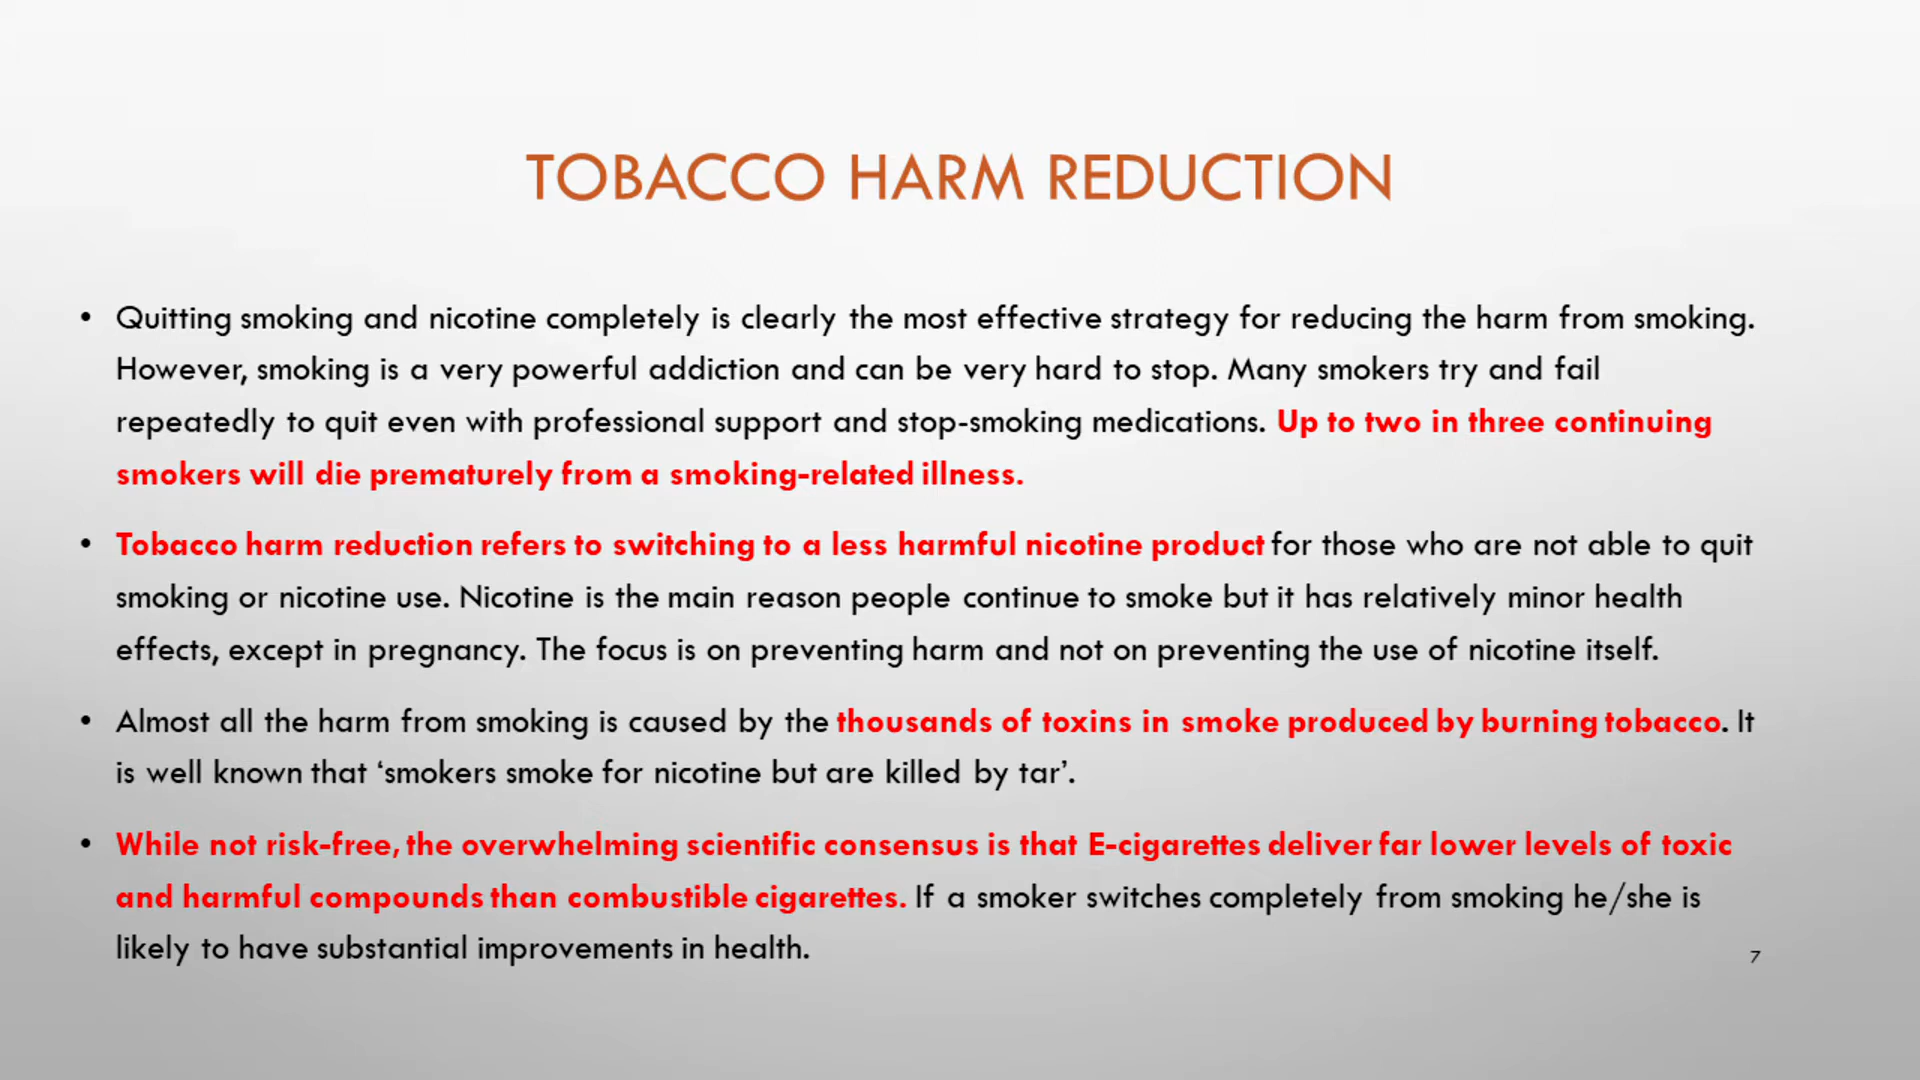 TOBACCO HARM REDUCTION
• Quitting smoking and nicotine completely is clearly the most effective strategy for reducing the harm from smoking.
However, smoking is a very powerful addiction and can be very hard to stop. Many smokers try and fail
repeatedly to quit even with professional support and stop-smoking medications. Up to two in three continuing
smokers will die prematurely from a smoking-related illness.
• Tobacco harm reduction refers to switching to a less harmful nicotine product for those who are not able to quit
smoking or nicotine use. Nicotine is the main reason people continue to smoke but it has relatively minor health
effects, except in pregnancy. The focus is on preventing harm and not on preventing the use of nicotine itself.
• Almost all the harm from smoking is caused by the thousands of toxins in smoke produced by burning tobacco. It
is well known that ‘smokers smoke for nicotine but are killed by tar’.
• While not risk-free, the overwhelming scientific consensus is that E-cigarettes deliver far lower levels of toxic
and harmful compounds than combustible cigarettes. If a smoker switches completely from smoking he/she is
likely to have substantial improvements in health.
7